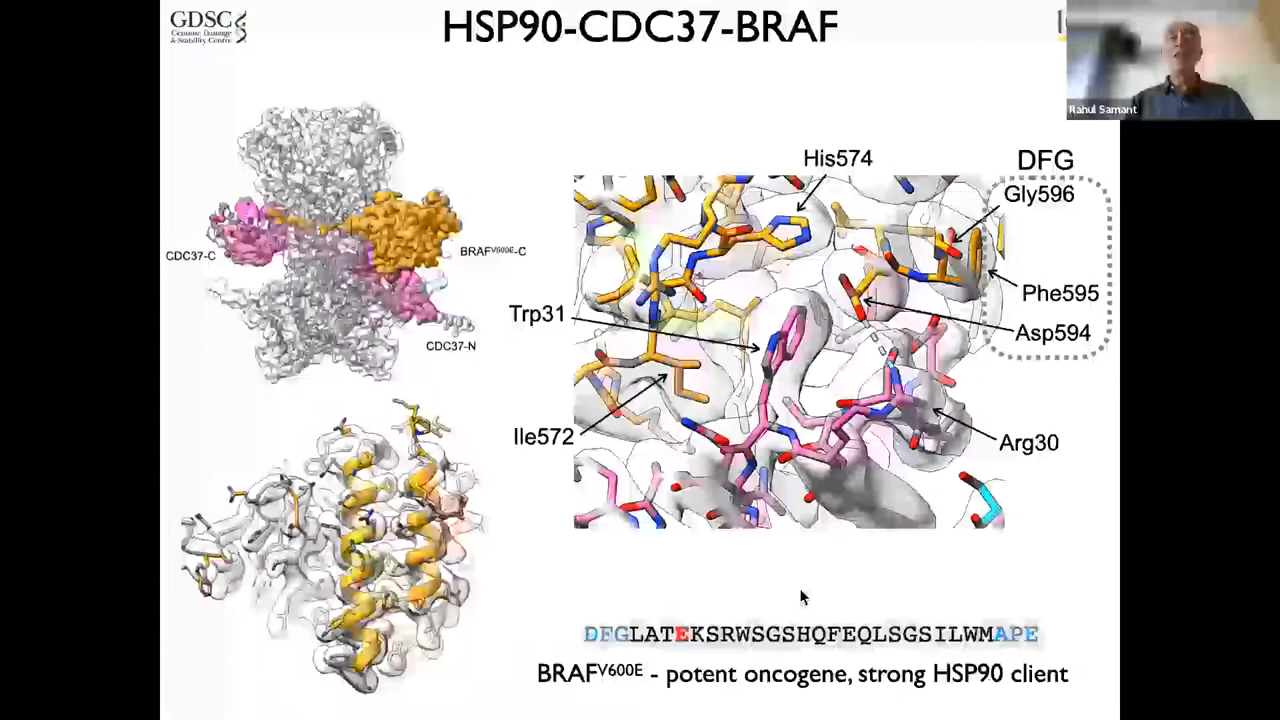 GDSC
Genome Damage
& Stability Centre
HSP90-CDC37-BRAF
Rahul Samant
His574
DFG
Gly596
CDC37-C
BRAFV600E-C
Phe595
Trp31
Asp594
CDC37-N
Ile572
Arg30
DFGLATEKSRWSGSHQFEQLSGSILWMAPE
BRAFV600E - potent oncogene, strong HSP90 client